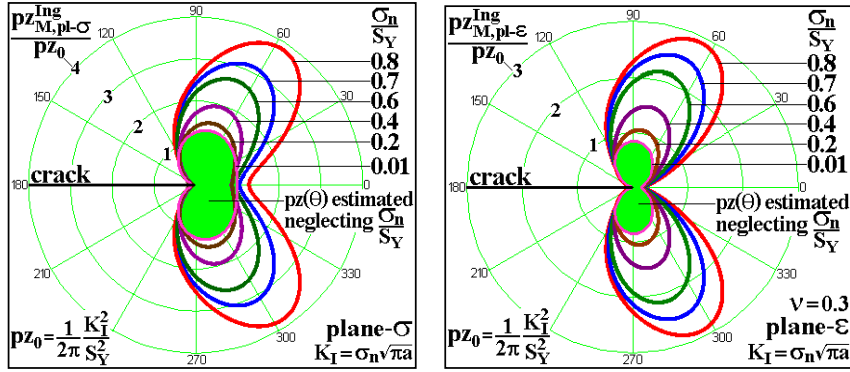 pz^Ing_M,pl-σ / pz_0
σ_n / S_Y
90
120
60
4
0.8
0.7
3
0.6
150
30
2
0.4
0.2
1
0.01
crack
180
0
pz(Θ) estimated
neglecting σ_n / S_Y
210
330
240
300
270
pz_0 = 1/2π K_I^2/S_Y^2
plane-σ
K_I = σ_n√πa
pz^Ing_M,pl-ε / pz_0
σ_n / S_Y
90
120
60
3
0.8
0.7
0.6
150
30
2
0.4
0.2
1
0.01
crack
180
0
pz(Θ) estimated
neglecting σ_n / S_Y
210
330
240
300
270
ν = 0.3
pz_0 = 1/2π K_I^2/S_Y^2
plane-ε
K_I = σ_n√πa